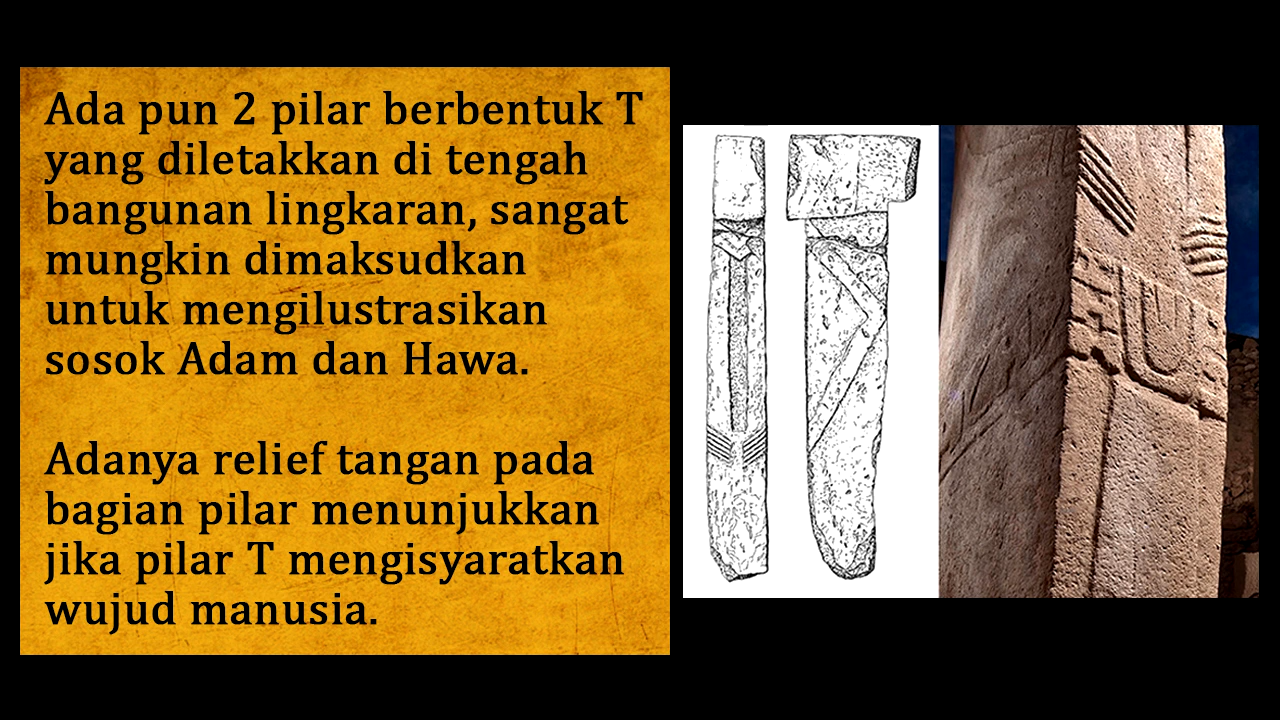 Ada pun 2 pilar berbentuk T
yang diletakkan di tengah
bangunan lingkaran, sangat
mungkin dimaksudkan
untuk mengilustrasikan
sosok Adam dan Hawa.
Adanya relief tangan pada
bagian pilar menunjukkan
jika pilar T mengisyaratkan
wujud manusia.